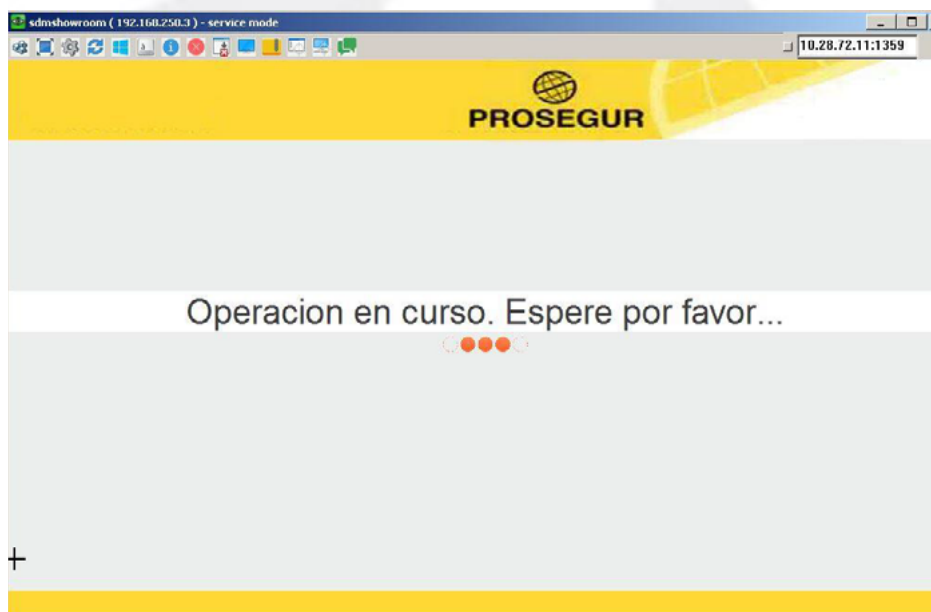 sdmshowroom ( 192.168.250.3 ) - service mode
10.28.72.11:1359
PROSEGUR
Operacion en curso. Espere por favor...